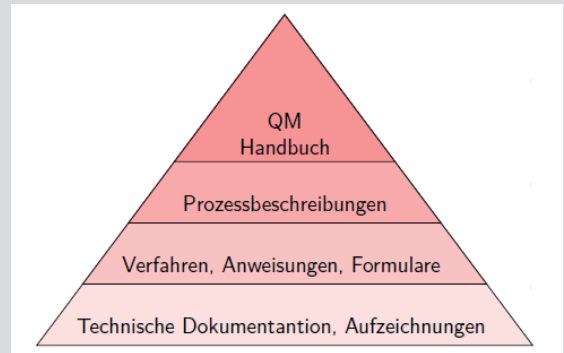 QM
Handbuch
Prozessbeschreibungen
Verfahren, Anweisungen, Formulare
Technische Dokumentantion, Aufzeichnungen